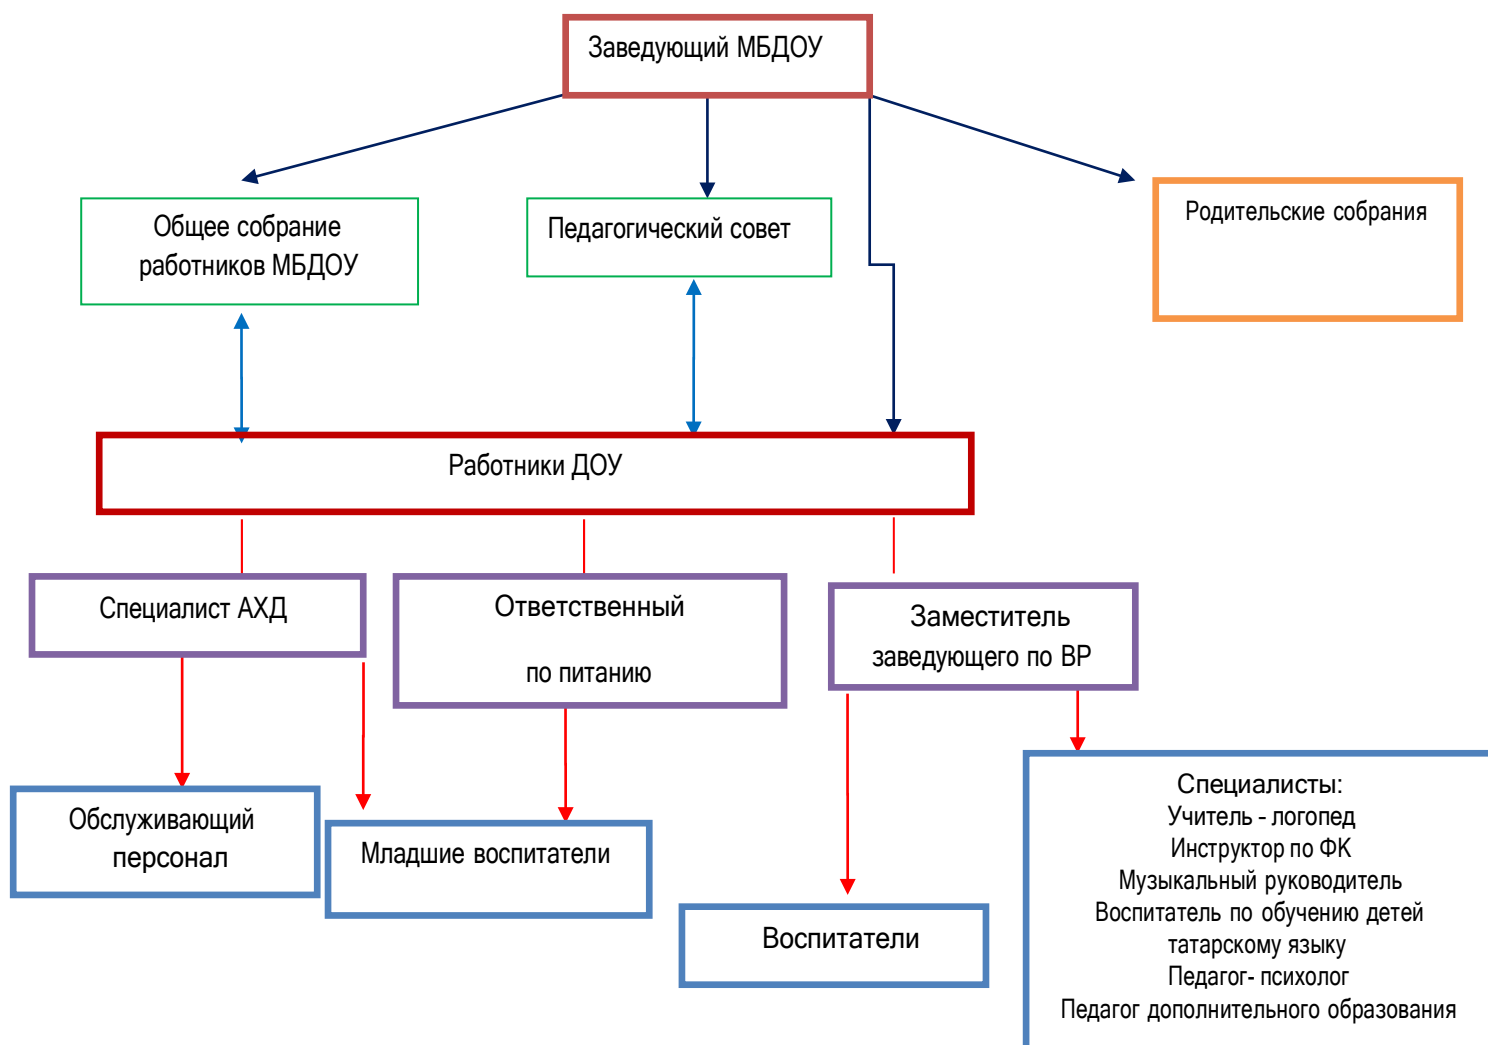 Заведующий МБДОУ
Общее собрание
работников МБДОУ
Педагогический совет
Родительские собрания
Работники ДОУ
Специалист АХД
Ответственный
по питанию
Заместитель
заведующего по ВР
Обслуживающий
персонал
Младшие воспитатели
Воспитатели
Специалисты:
Учитель - логопед
Инструктор по ФК
Музыкальный руководитель
Воспитатель по обучению детей
татарскому языку
Педагог- психолог
Педагог дополнительного образования